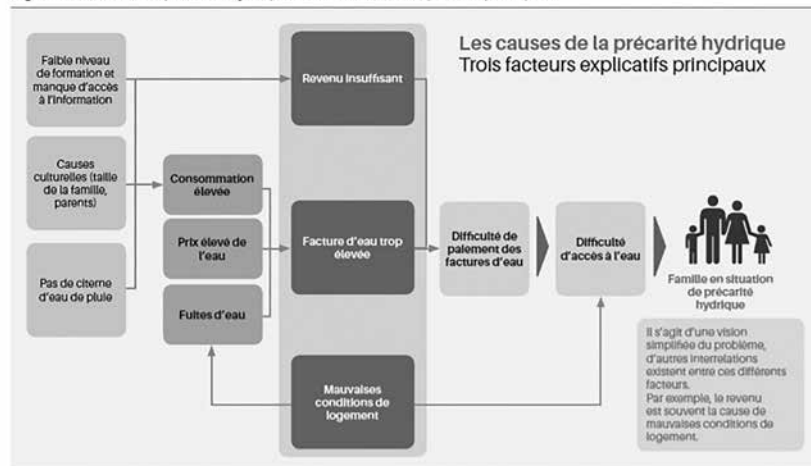 Les causes de la précarité hydrique
Trois facteurs explicatifs principaux
Faible niveau
de formation et
manque d'accès
à l'information
Causes
culturelles (taille
de la famille,
parents)
Pas de citerne
d'eau de pluie
Consommation
élevée
Prix élevé de
l'eau
Fuites d'eau
Revenu insuffisant
Facture d'eau trop
élevée
Mauvaises
conditions de
logement
Difficulté de
paiement des
factures d'eau
Difficulté
d'accès à l'eau
Famille en situation
de précarité
hydrique
Il s'agit d'une vision
simplifiée du problème,
d'autres interrelations
existent entre ces différents
facteurs.
Par exemple, le revenu
est souvent la cause de
mauvaises conditions de
logement.